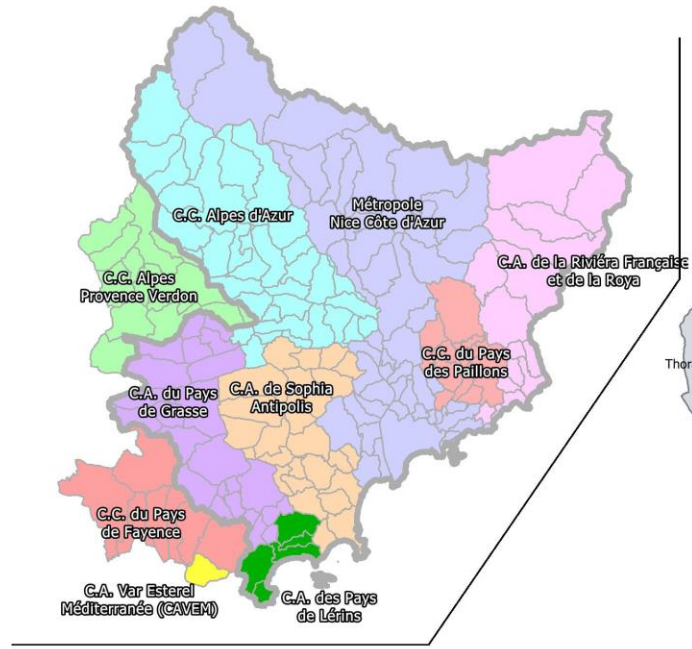 C.C. Alpes d'Azur
Métropole
Nice Côte d'Azur
C.C. Alpes
Provence Verdon
C.A. de la Riviéra Française
et de la Roya
C.C. du Pays
des Paillons
Thor
C.A. du Pays
de Grasse
C.A. de Sophia
Antipolis
C.C. du Pays
de Fayence
C.A. Var Esterel
Méditerranée (CAVEM)
C.A. des Pays
de Lérins